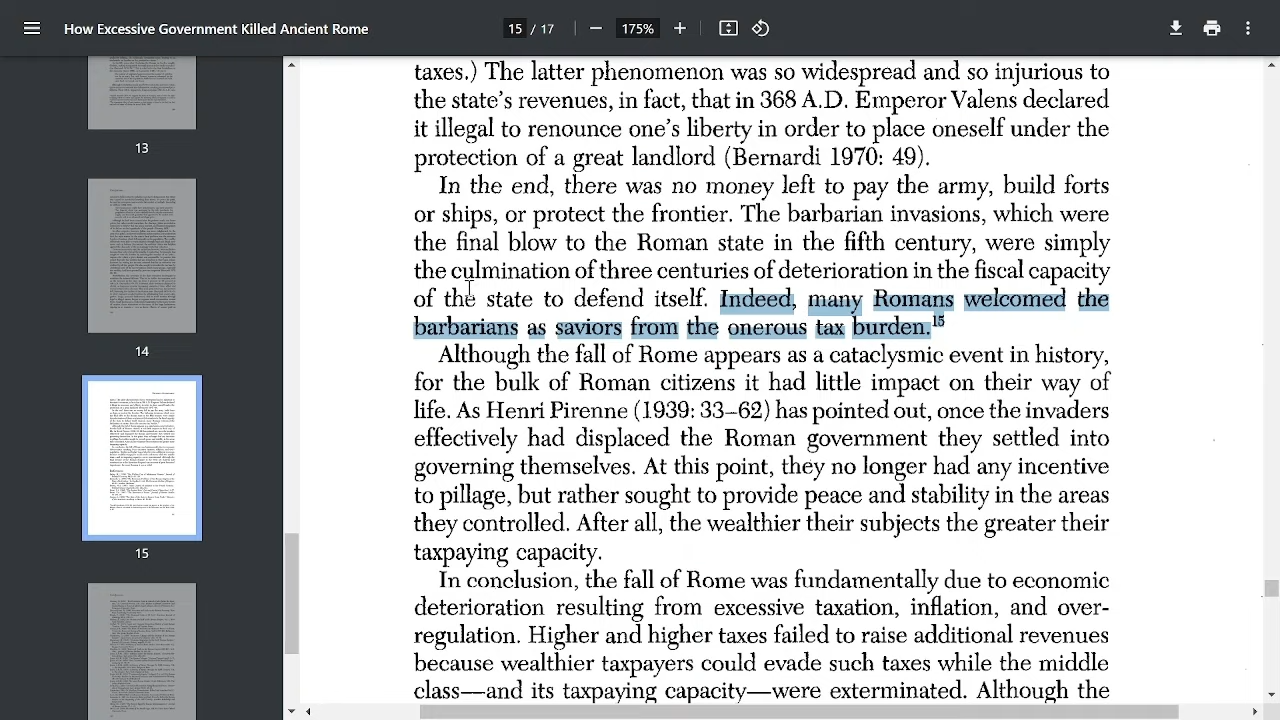 How Excessive Government Killed Ancient Rome
15 / 17
175%
13
14
15
the state's revenues, in fact, that in 368 A.D. Emperor Valens declared
it illegal to renounce one's liberty in order to place oneself under the
protection of a great landlord (Bernardi 1970: 49).
In the end, there was no money left to pay the army, build forts
or ships, or protect the frontier. The barbarian invasions, which were
the final blow to the Roman state in the fifth century, were simply
the culmination of three centuries of deterioration in the fiscal capacity
of the state to defend itself. Indeed, many Romans welcomed the
barbarians as saviors from the onerous tax burden.15
Although the fall of Rome appears as a cataclysmic event in history,
for the bulk of Roman citizens it had little impact on their way of
life. As Henri Pirenne (1939: 33–62) has pointed out, once the invaders
effectively had displaced the Roman government they settled into
governing themselves. At this point, they no longer had any incentive
to pillage, but rather sought to provide peace and stability in the areas
they controlled. After all, the wealthier their subjects the greater their
taxpaying capacity.
In conclusion, the fall of Rome was fundamentally due to economic
deterioration resulting from excessive taxation, inflation, and over-
regulation. Higher and higher taxes failed to raise additional revenues
because wealthier taxpayers could evade such taxes while the middle
class—and its taxpaying capacity—were exterminated. Although the